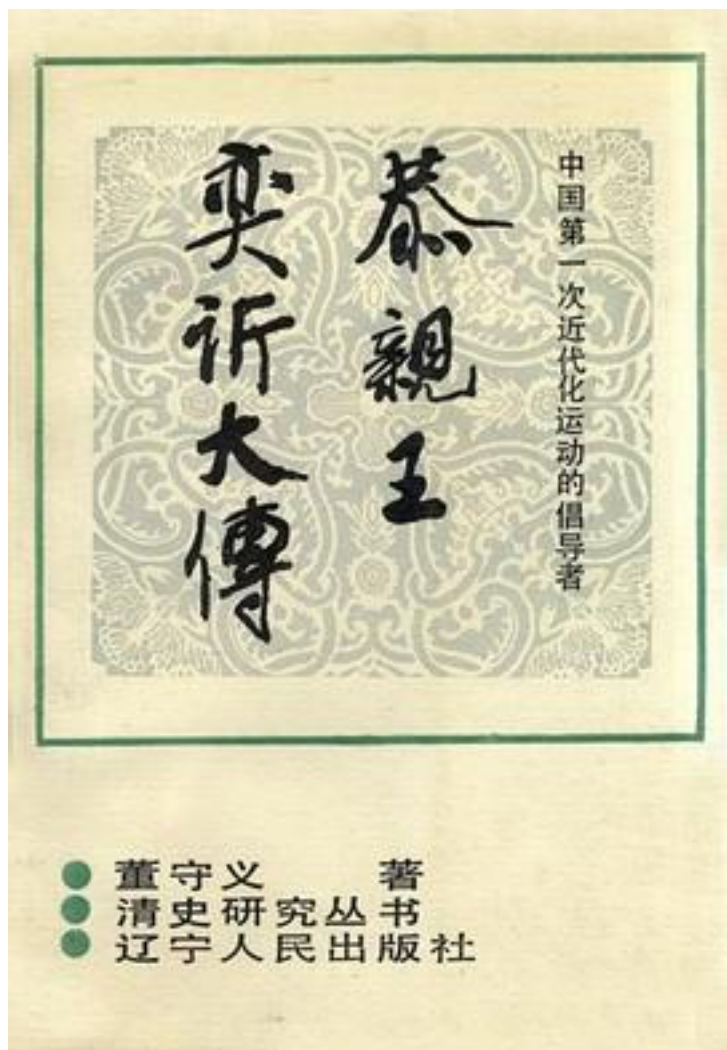 中国第一次近代化运动的倡导者
恭親王
奕訢大傳
董守义 著
清史研究丛书
辽宁人民出版社